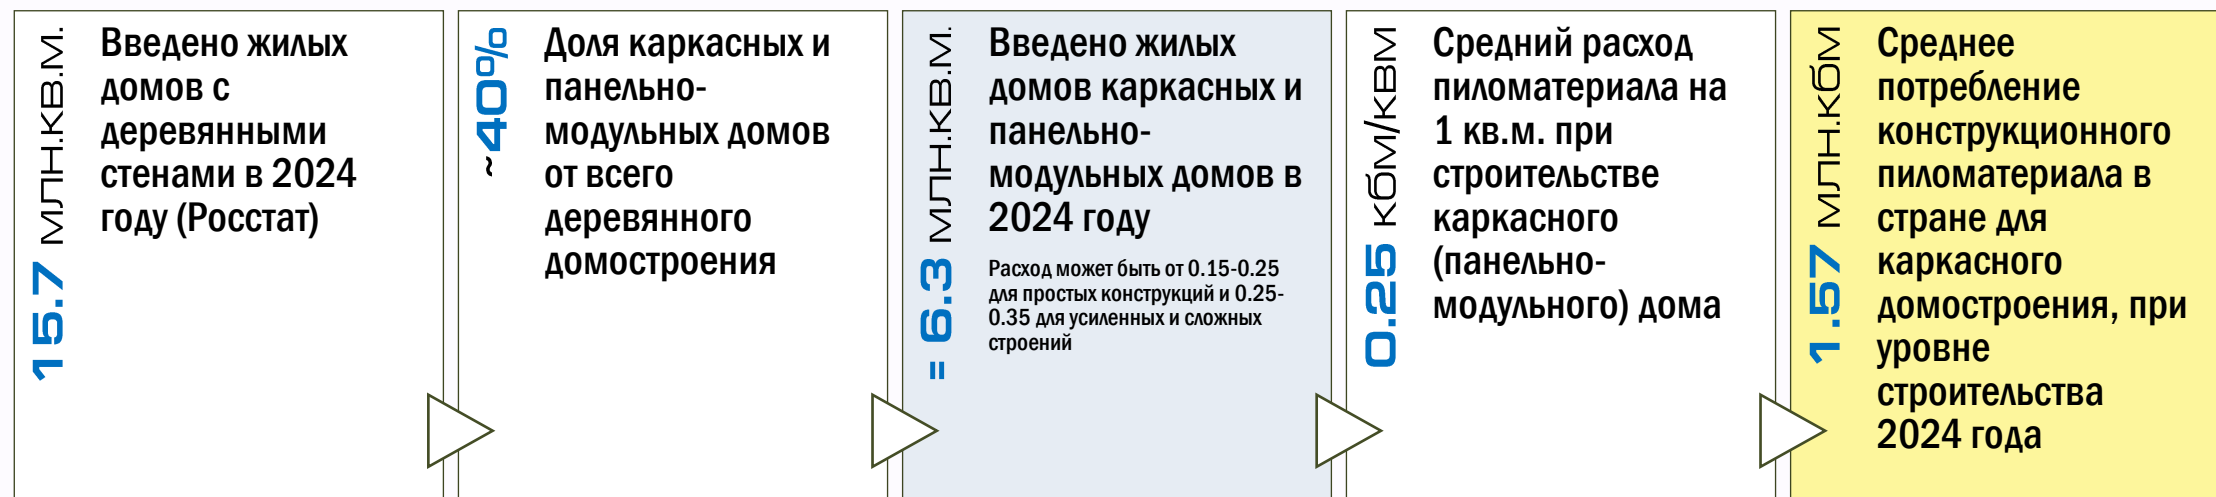 15.7 МЛН.КВ.М.
Введено жилых
домов с
деревянными
стенами в 2024
году (Росстат)
~40%
Доля каркасных и
панельно-
модульных домов
от всего
деревянного
домостроения
= 6.3 МЛН.КВ.М.
Введено жилых
домов каркасных и
панельно-
модульных домов в
2024 году
Расход может быть от 0.15-0.25
для простых конструкций и 0.25-
0.35 для усиленных и сложных
строений
0.25 кбм/квм
Средний расход
пиломатериала на
1 кв.м. при
строительстве
каркасного
(панельно-
модульного) дома
1.57 МЛН.кбм
Среднее
потребление
конструкционного
пиломатериала в
стране для
каркасного
домостроения, при
уровне
строительства
2024 года